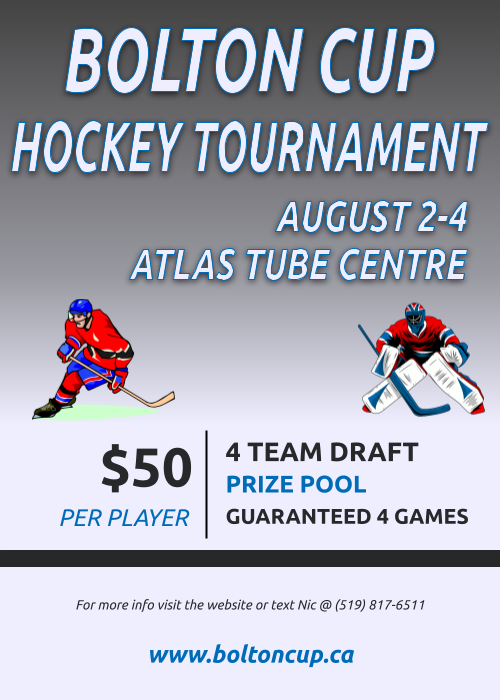 BOLTON CUP
HOCKEY TOURNAMENT
AUGUST 2-4
ATLAS TUBE CENTRE
$50
PER PLAYER
4 TEAM DRAFT
PRIZE POOL
GUARANTEED 4 GAMES
For more info visit the website or text Nic @ (519) 817-6511
www.boltoncup.ca